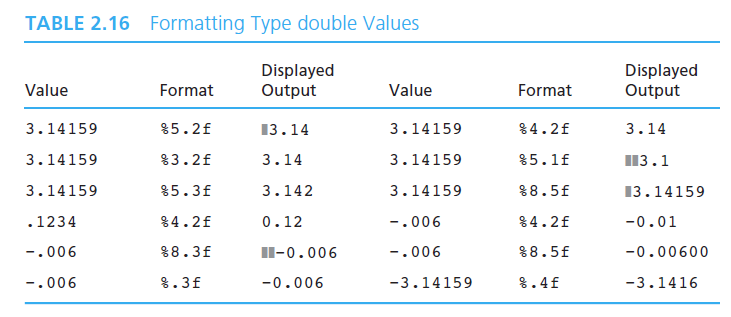 TABLE 2.16 Formatting Type double Values
Value Format Displayed Output Value Format Displayed Output
3.14159 %5.2f ▮3.14 3.14159 %4.2f 3.14
3.14159 %3.2f 3.14 3.14159 %5.1f ▮▮3.1
3.14159 %5.3f 3.142 3.14159 %8.5f ▮3.14159
.1234 %4.2f 0.12 -.006 %4.2f -0.01
-.006 %8.3f ▮▮-0.006 -.006 %8.5f -0.00600
-.006 %.3f -0.006 -3.14159 %.4f -3.1416